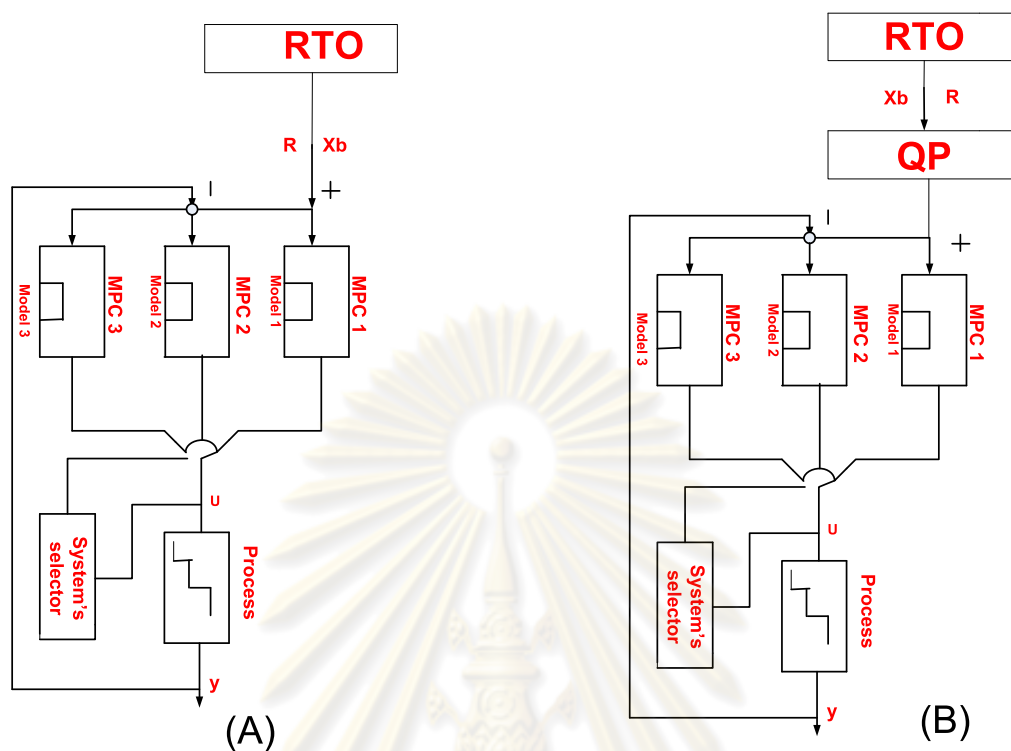 RTO
R Xb
I +
MPC 3
Model 3
MPC 2
Model 2
MPC 1
Model 1
U
System's
selector
Process
y
(A)
RTO
Xb R
QP
I +
MPC 3
Model 3
MPC 2
Model 2
MPC 1
Model 1
U
System's
selector
Process
y
(B)